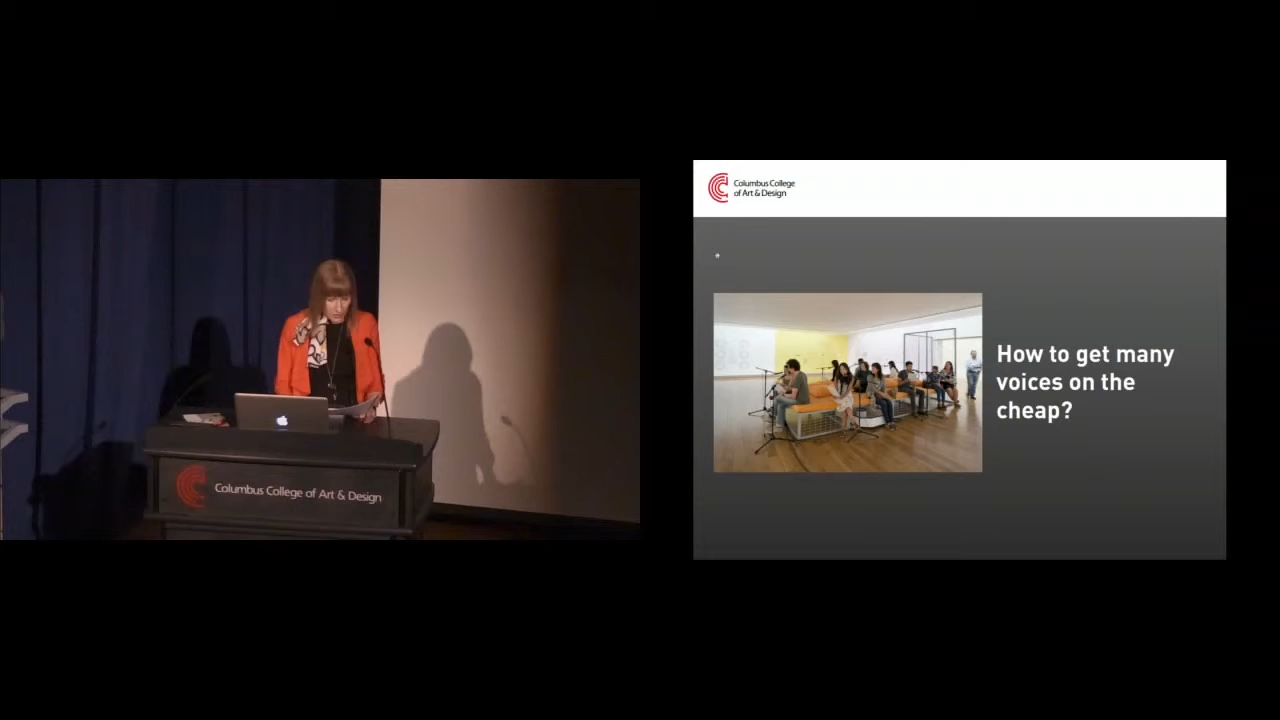 Columbus College of Art & Design
Columbus College
of Art & Design
*
How to get many
voices on the
cheap?